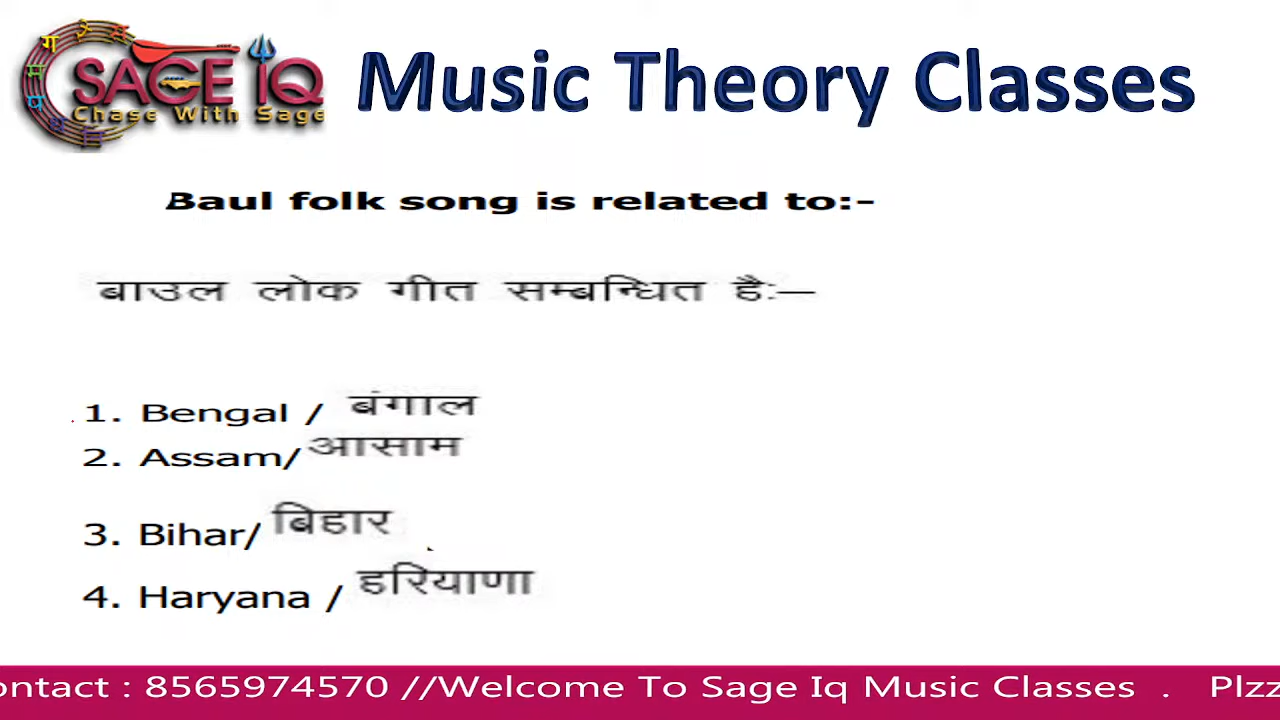 SAGE IQ
Chase With Sage
Music Theory Classes
Baul folk song is related to:-
बाउल लोक गीत सम्बन्धित है:–
1. Bengal / बंगाल
2. Assam/ आसाम
3. Bihar/ बिहार
4. Haryana / हरियाणा
ontact : 8565974570 //Welcome To Sage Iq Music Classes . Plzz